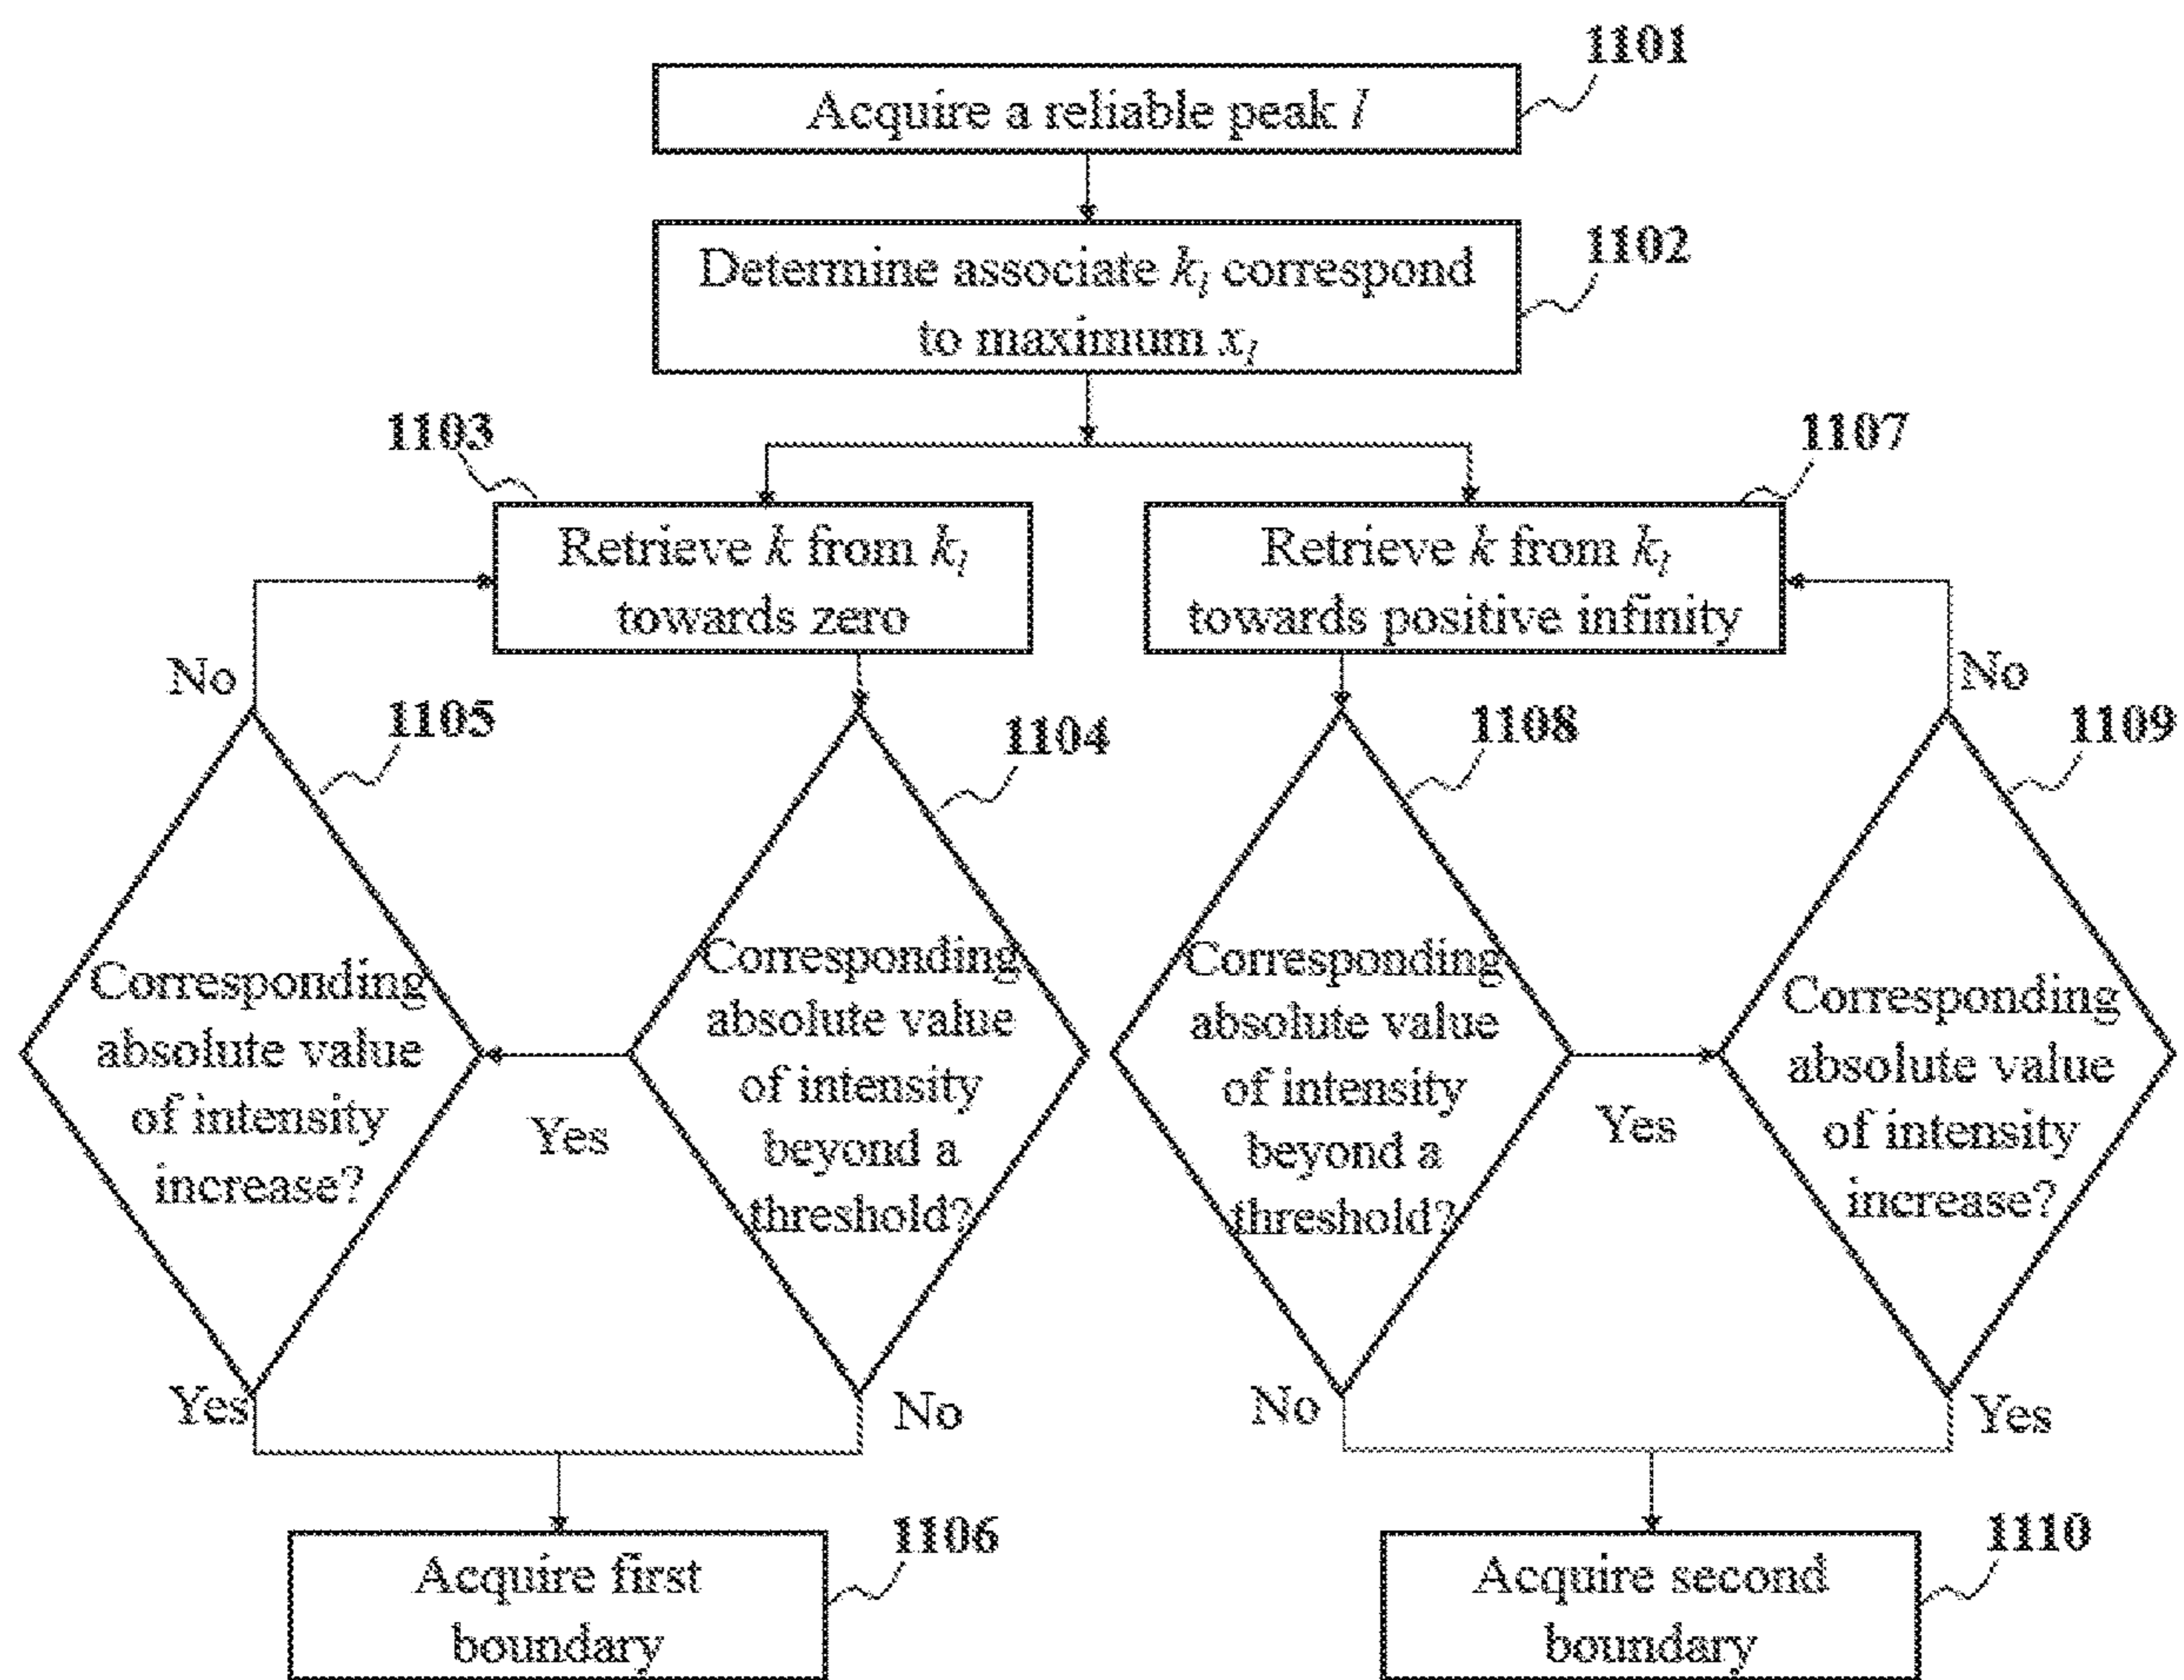 1101
Acquire a reliable peak l
1102
Determine associate kl correspond
to maximum xl
1103
Retrieve k from kl
towards zero
1107
Retrieve k from kl
towards positive infinity
No
1105
1104
1108
No
1109
Corresponding
absolute value
of intensity
increase?
Yes
Corresponding
absolute value
of intensity
beyond a
threshold?
Corresponding
absolute value
of intensity
beyond a
threshold?
Yes
Corresponding
absolute value
of intensity
increase?
Yes
No
No
Yes
1106
Acquire first
boundary
1110
Acquire second
boundary